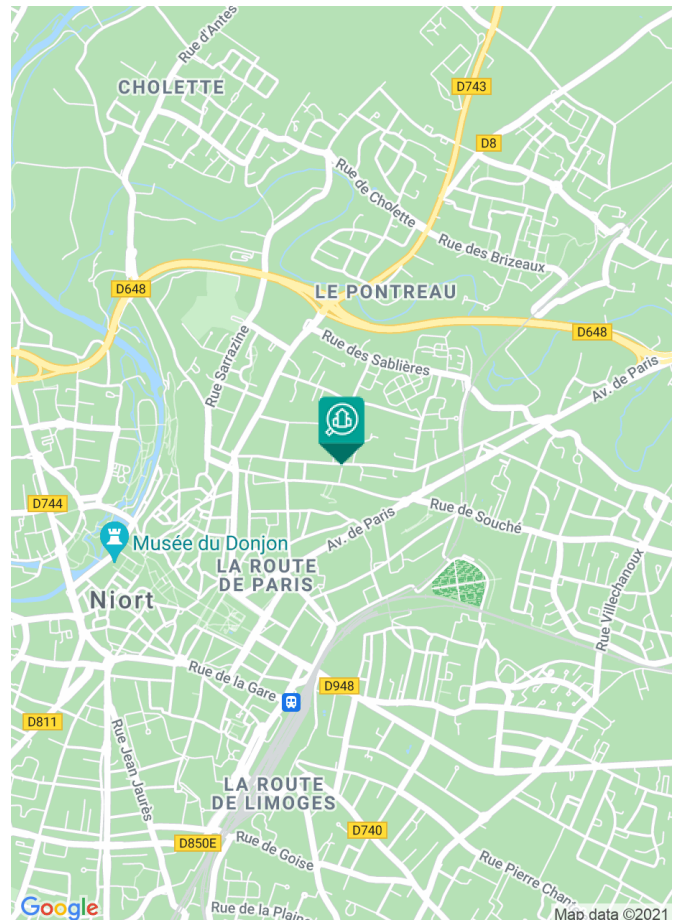 Rue d'Antes
CHOLETTE
D743
D8
Rue de Cholette
Rue des Brizeaux
D648
LE PONTREAU
D648
Rue des Sablières
Rue Sarrazine
Av. de Paris
D744
Rue de Souché
Av. de Paris
Musée du Donjon
LA ROUTE
DE PARIS
Niort
Rue Villechanoux
Rue de la Gare
D948
D811
Rue Jean Jaurès
LA ROUTE
DE LIMOGES
D740
D850E
Rue de Goise
Rue Pierre
Rue de la Plaine
Google
Map data ©2021